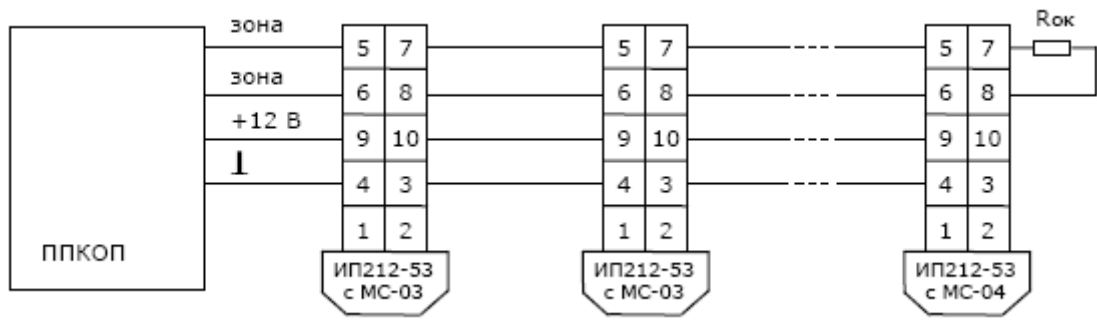 зона
зона
+12 В
ППКОП
5 7
6 8
9 10
4 3
1 2
ИП212-53
с МС-03
5 7
6 8
9 10
4 3
1 2
ИП212-53
с МС-03
Rок
5 7
6 8
9 10
4 3
1 2
ИП212-53
с МС-04